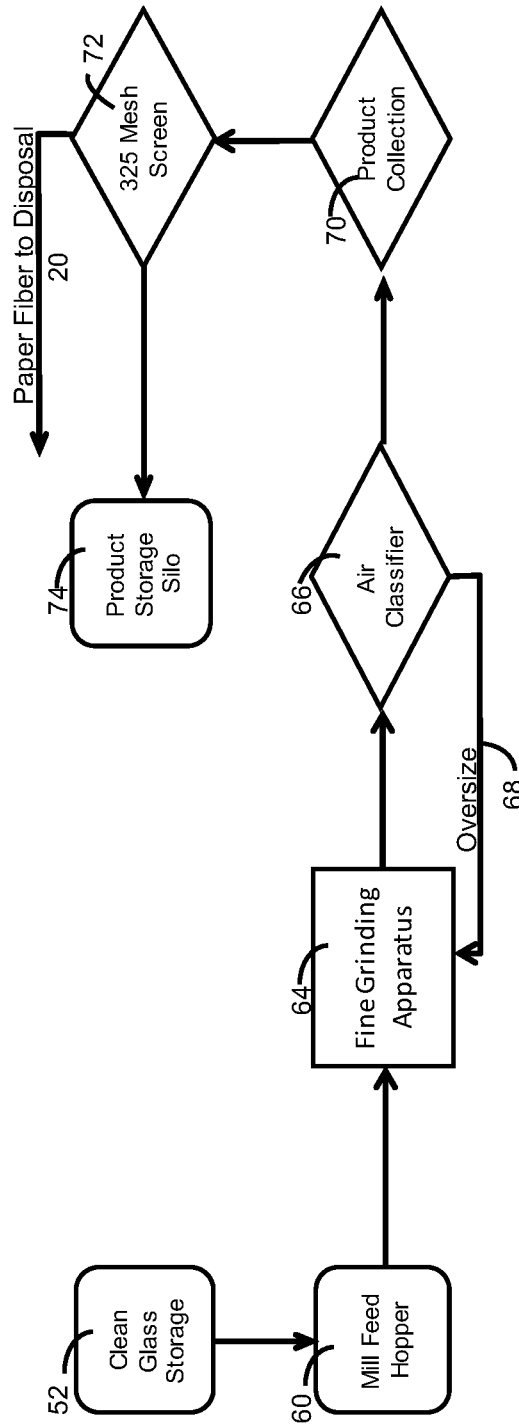 52
Clean
Glass
Storage
60
Mill Feed
Hopper
64
Fine Grinding
Apparatus
66
Air
Classifier
Oversize
68
70
Product
Collection
72
325 Mesh
Screen
Paper Fiber to Disposal
20
74
Product
Storage
Silo